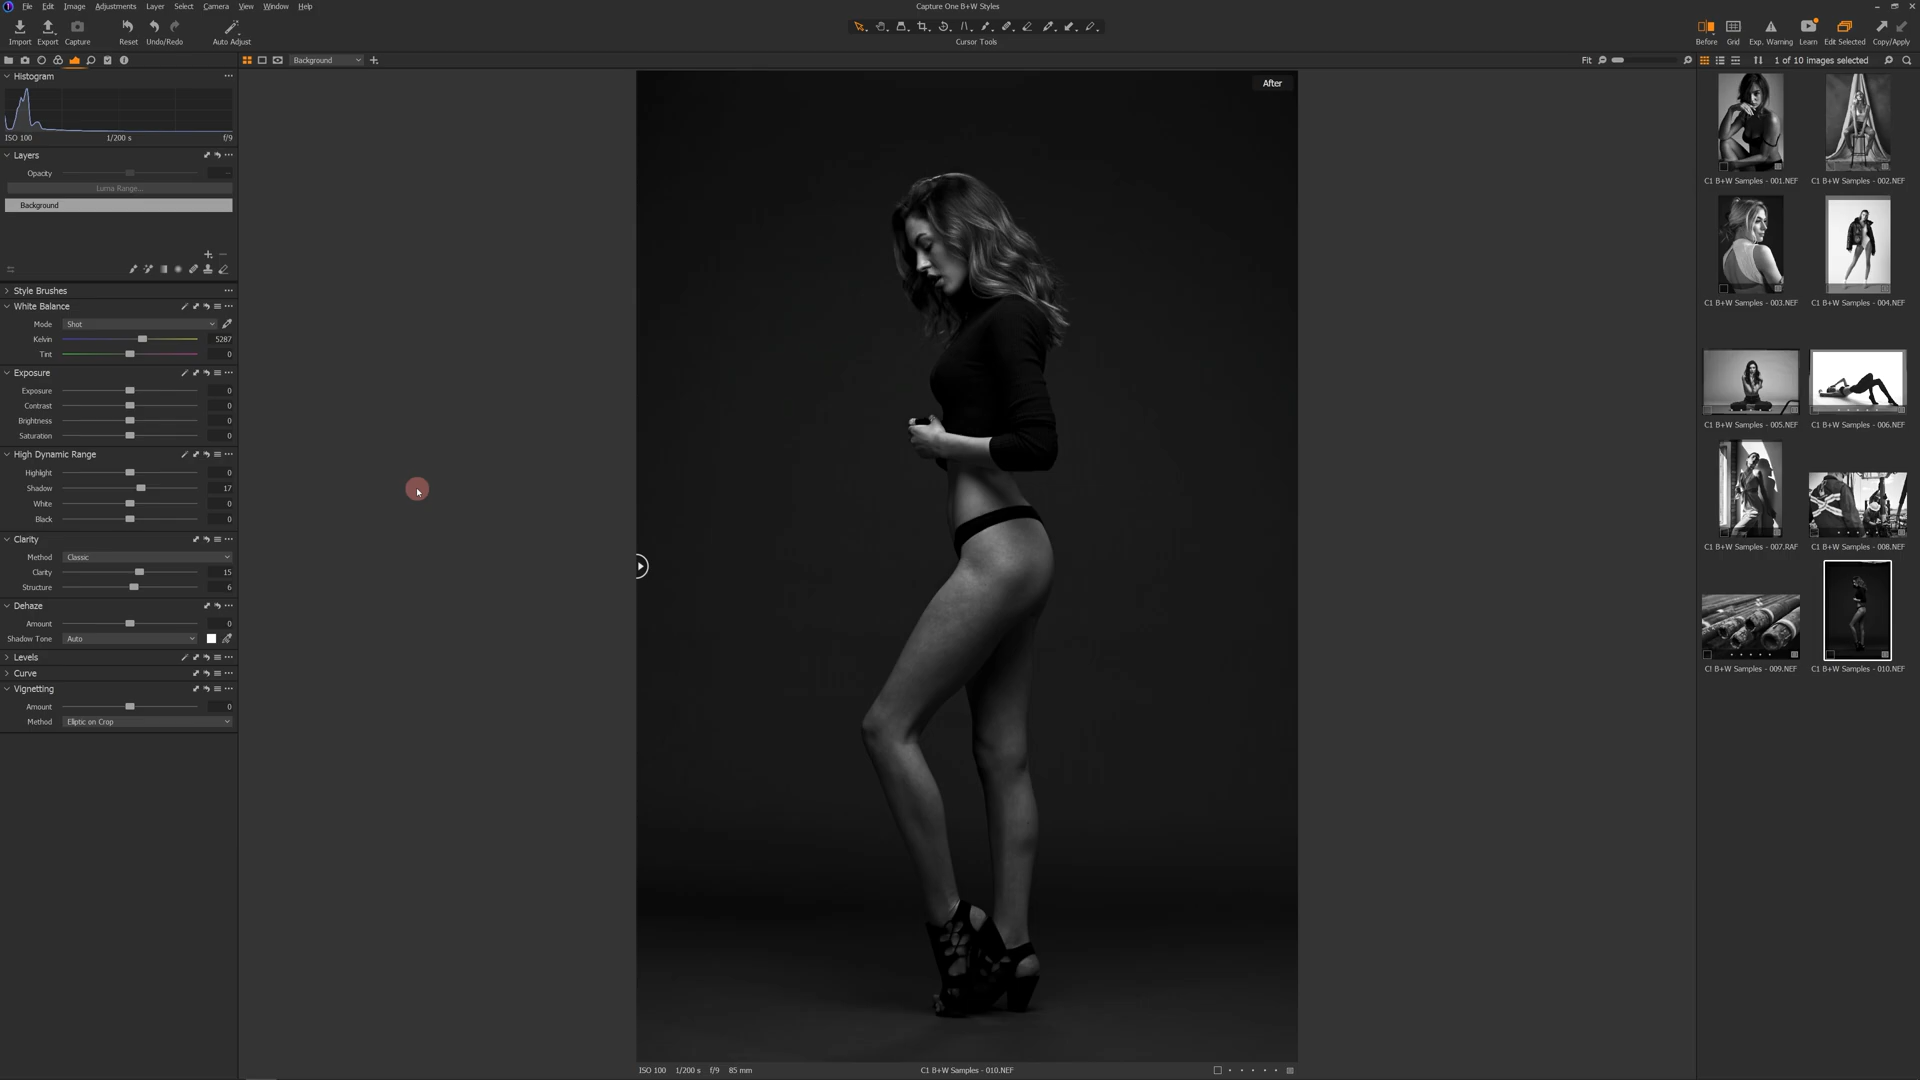 File Edit Image Adjustments Layer Select Camera View Window Help
Capture One B+W Styles
Import Export Capture Reset Undo/Redo Auto Adjust
Cursor Tools
Before Grid Exp. Warning Learn Edit Selected Copy/Apply
Background
Fit
1 of 10 images selected
Histogram
ISO 100 1/200 s f/9
Layers
Opacity
Luma Range...
Background
Style Brushes
White Balance
Mode Shot
Kelvin 5287
Tint 0
Exposure
Exposure 0
Contrast 0
Brightness 0
Saturation 0
High Dynamic Range
Highlight 0
Shadow 17
White 0
Black 0
Clarity
Method Classic
Clarity 15
Structure 6
Dehaze
Amount 0
Shadow Tone Auto
Levels
Curve
Vignetting
Amount 0
Method Elliptic on Crop
After
ISO 100 1/200 s f/9 85 mm
C1 B+W Samples - 010.NEF
C1 B+W Samples - 001.NEF
C1 B+W Samples - 002.NEF
C1 B+W Samples - 003.NEF
C1 B+W Samples - 004.NEF
C1 B+W Samples - 005.NEF
C1 B+W Samples - 006.NEF
C1 B+W Samples - 007.RAF
C1 B+W Samples - 008.NEF
C! B+W Samples - 009.NEF
C1 B+W Samples - 010.NEF